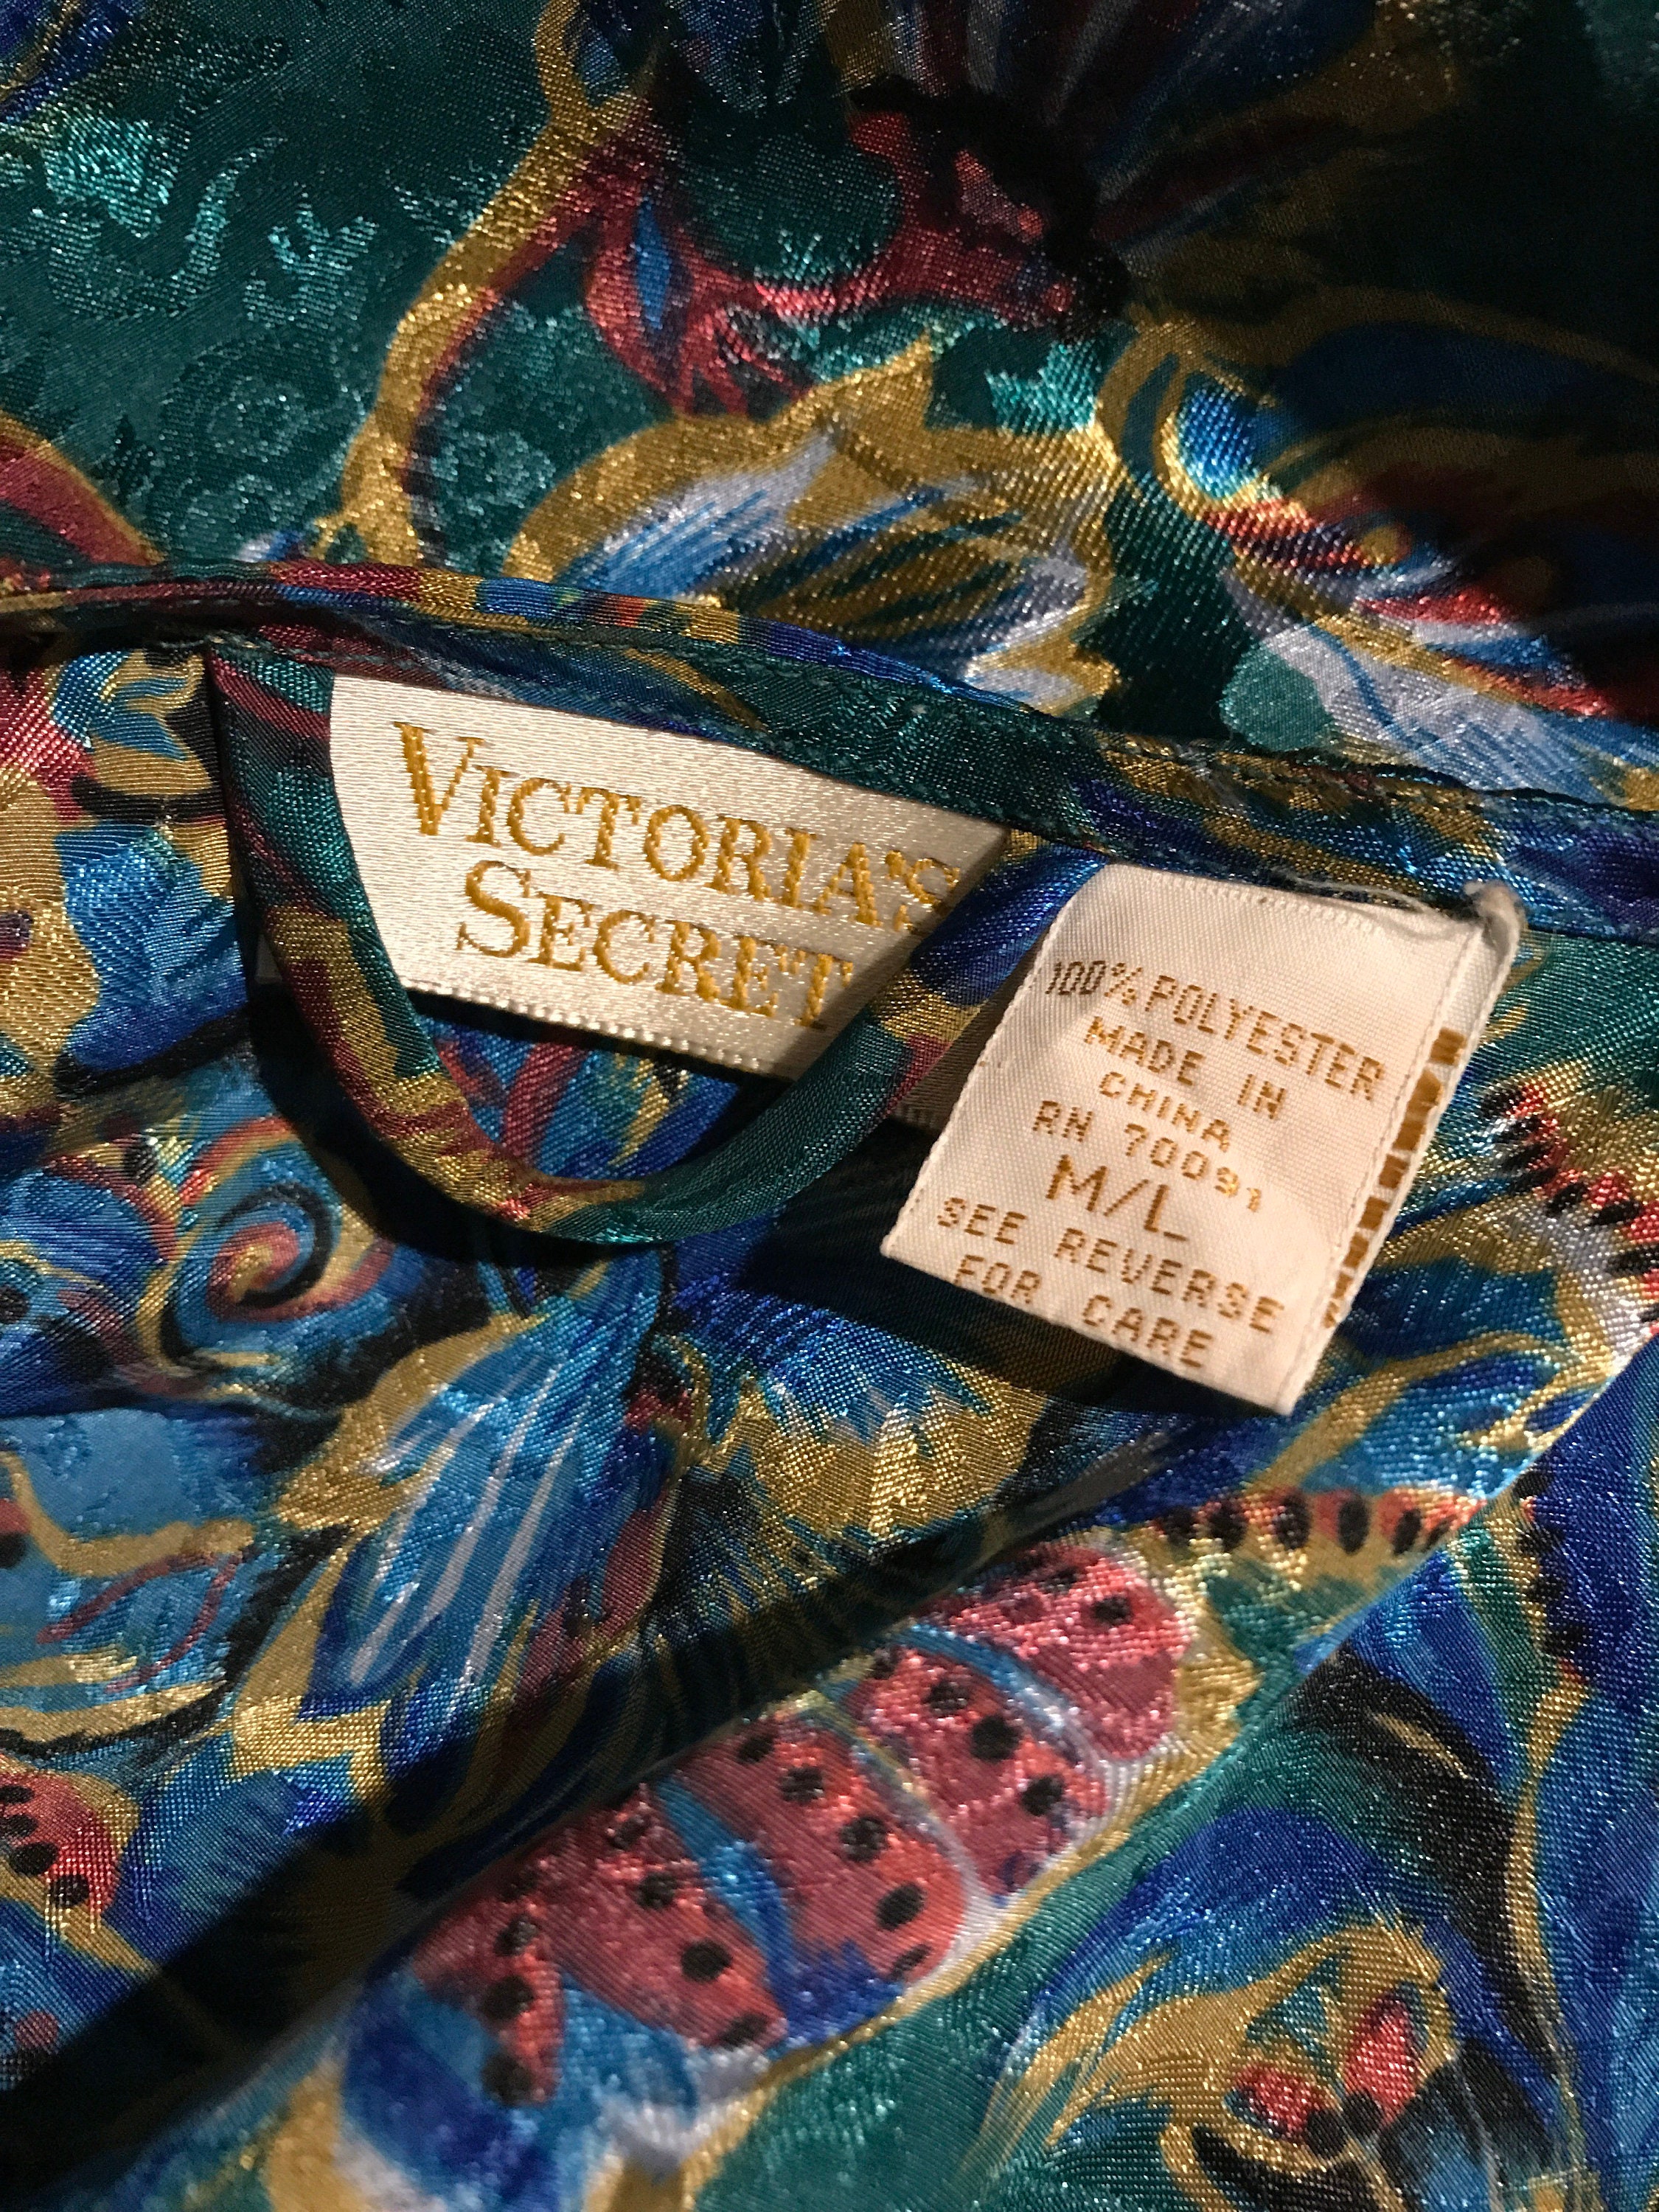 VICTORIA'S
SECRET
100% POLYESTER
MADE IN
CHINA
RN 70091
M/L
SEE REVERSE
FOR CARE